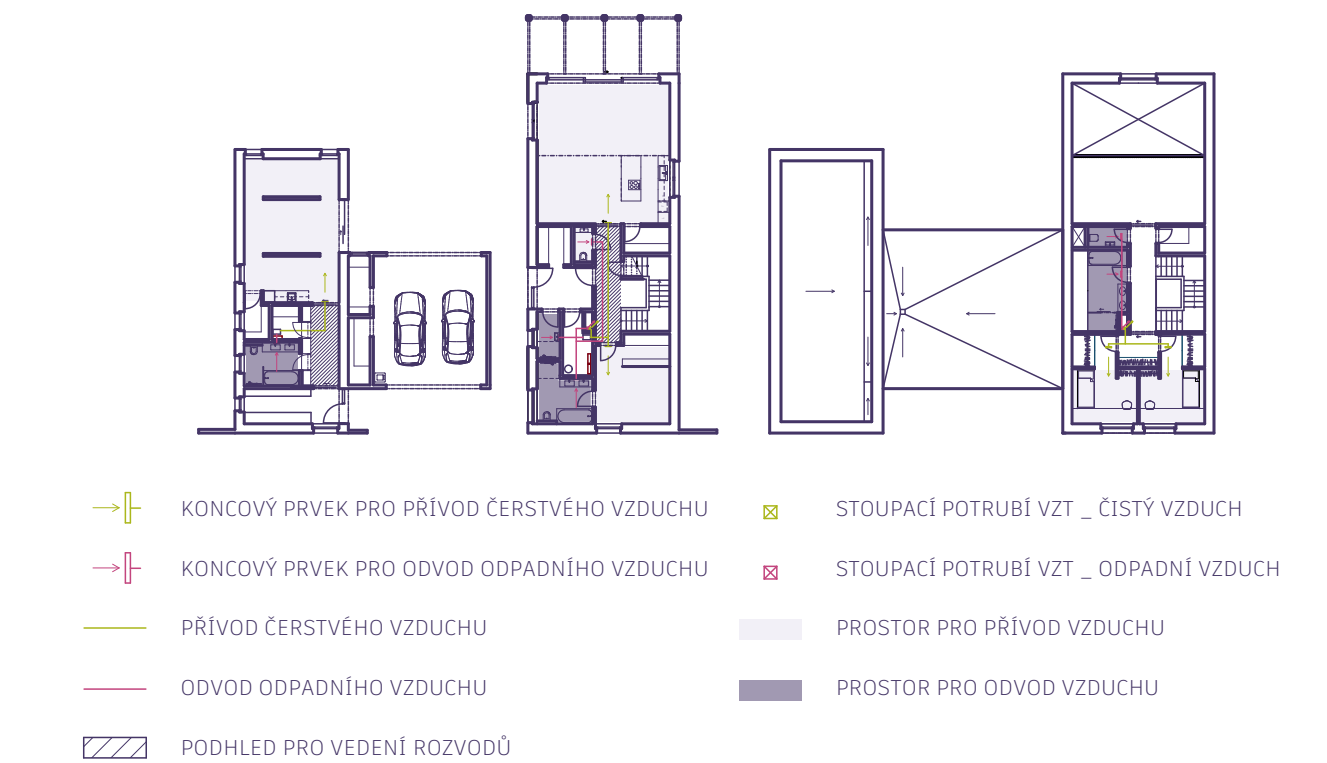 KONCOVÝ PRVEK PRO PŘÍVOD ČERSTVÉHO VZDUCHU
KONCOVÝ PRVEK PRO ODVOD ODPADNÍHO VZDUCHU
PŘÍVOD ČERSTVÉHO VZDUCHU
ODVOD ODPADNÍHO VZDUCHU
PODHLED PRO VEDENÍ ROZVODŮ
STOUPACÍ POTRUBÍ VZT _ ČISTÝ VZDUCH
STOUPACÍ POTRUBÍ VZT _ ODPADNÍ VZDUCH
PROSTOR PRO PŘÍVOD VZDUCHU
PROSTOR PRO ODVOD VZDUCHU